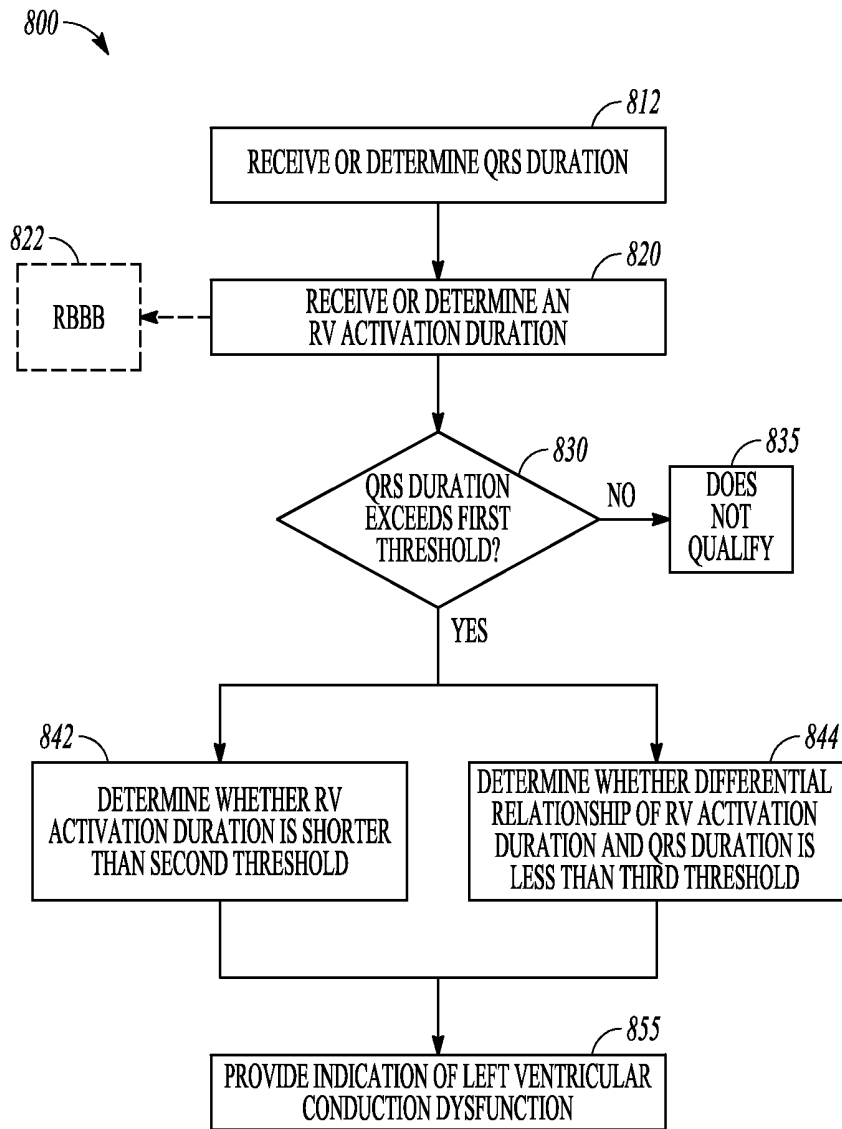 800
812
RECEIVE OR DETERMINE QRS DURATION
822
RBBB
820
RECEIVE OR DETERMINE AN
RV ACTIVATION DURATION
830
QRS DURATION
EXCEEDS FIRST
THRESHOLD?
NO
835
DOES
NOT
QUALIFY
YES
842
DETERMINE WHETHER RV
ACTIVATION DURATION IS SHORTER
THAN SECOND THRESHOLD
844
DETERMINE WHETHER DIFFERENTIAL
RELATIONSHIP OF RV ACTIVATION
DURATION AND QRS DURATION IS
LESS THAN THIRD THRESHOLD
855
PROVIDE INDICATION OF LEFT VENTRICULAR
CONDUCTION DYSFUNCTION